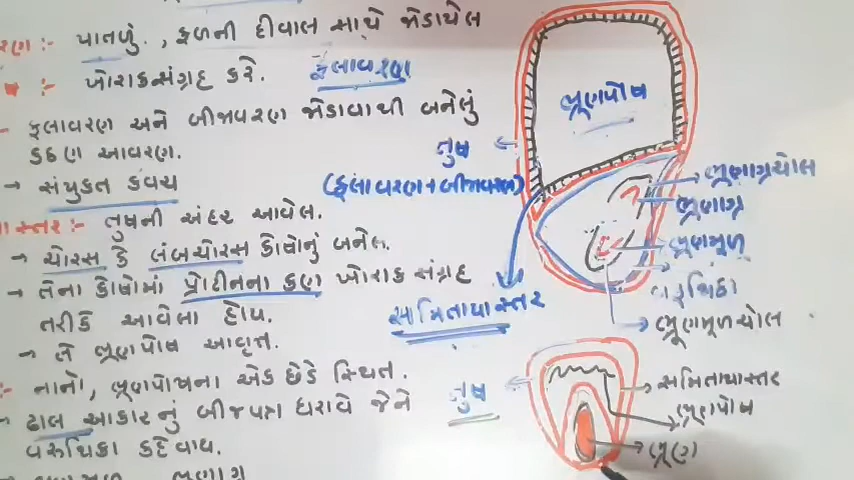 પાતળું., ફળની દીવાલ સાથે જોડાયેલ
ખોરાકસંગ્રહ કરે.
ફલાવરણ
ફલાવરણ અને બીજાવરણ જોડાવાથી બનેલું
કઠણ આવરણ.
→ સંયુક્ત કવચ
સ્તર :- તુષની અંદર આવેલ.
→ ચોરસ કે લંબચોરસ કોષોનું બનેલ.
→ તેના કોષોમાં પ્રોટીનના કણ ખોરાક સંગ્રહ
તરીકે આવેલા હોય.
→ તે ભ્રૂણપોષ આવૃત્ત.
નાનો, ભ્રૂણપોષના એક છેડે સ્થિત.
ઢાલ આકારનું બીજપત્ર ધરાવે જેને
વરુથિકા કહેવાય.
ભ્રૂણાગ્ર
ભ્રૂણપોષ
તુષ
(ફલાવરણ + બીજાવરણ)
ભ્રૂણાગ્રચોલ
ભ્રૂણાગ્ર
ભ્રૂણમૂળ
વરુથિકા
ભ્રૂણમૂળચોલ
સમિતાયાસ્તર
તુષ
સમિતાયાસ્તર
ભ્રૂણપોષ
ભ્રૂણ